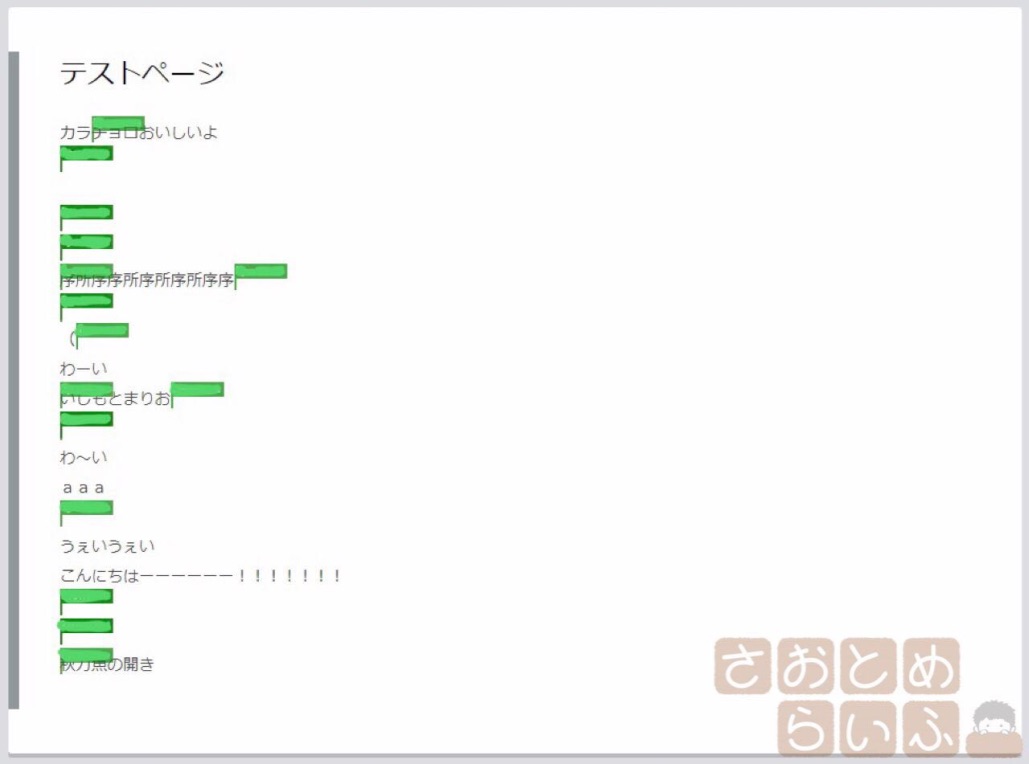 テストページ
カラチョロおいしいよ
序所序序所序所序所序序
（
わーい
いしもとまりお
わ～い
ａａａ
うぇいうぇい
こんにちはーーーーーー！！！！！！！
秋刀魚の開き
さおとめ
らいふ